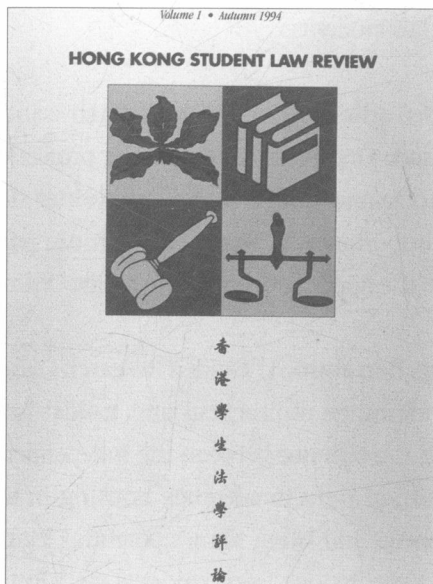 Volume 1 • Autumn 1994
HONG KONG STUDENT LAW REVIEW
香港學生法學評論